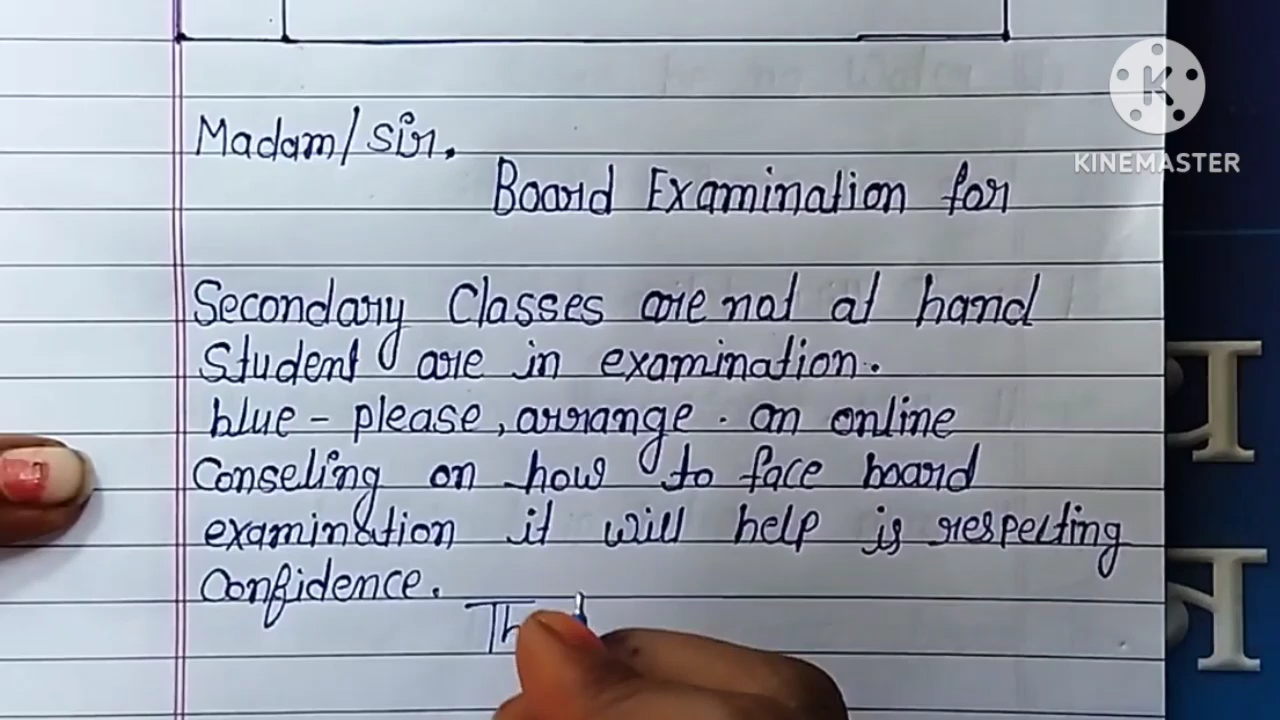 KINEMASTER
Madam/Sir.
Board Examination for
Secondary Classes are not at hand
Student are in examination.
blue - please, arrange . an online
Conseling on how to face board
examination it will help is respecting
Confidence.
Th